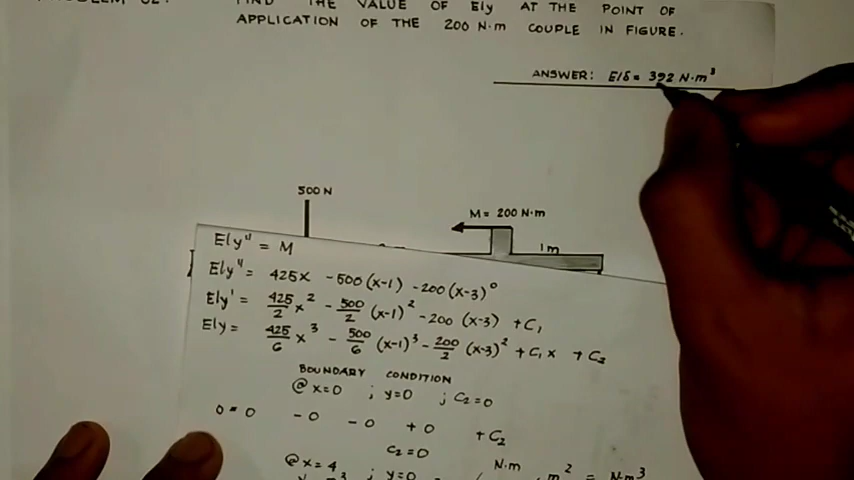 THE VALUE OF EIy AT THE POINT OF
APPLICATION OF THE 200 N·m COUPLE IN FIGURE.
ANSWER: EIδ = 392 N·m³
500 N
M = 200 N·m
1m
EIy" = M
EIy" = 425x - 500(x-1) - 200(x-3)⁰
EIy' = 425/2 x² - 500/2 (x-1)² - 200 (x-3) + C₁
EIy = 425/6 x³ - 500/6 (x-1)³ - 200/2 (x-3)² + C₁x + C₂
BOUNDARY CONDITION
@ x=0 ; y=0 ; C₂=0
0 = 0 - 0 - 0 + 0 + C₂
C₂ = 0
@ x = 4 ; y=0
N·m m² = N·m³